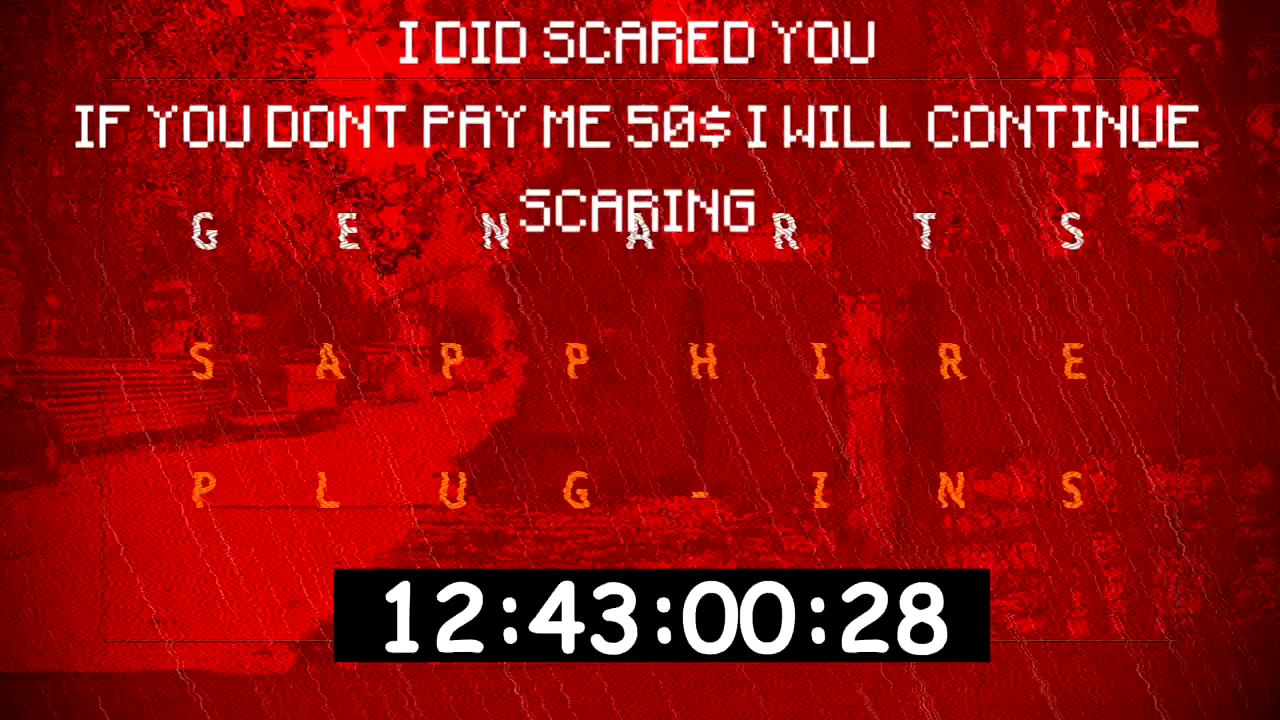 I DID SCARED YOU
IF YOU DONT PAY ME 50$ I WILL CONTINUE
SCARING
G E N A R T S
S A P P H I R E
P L U G - I N S
12:43:00:28